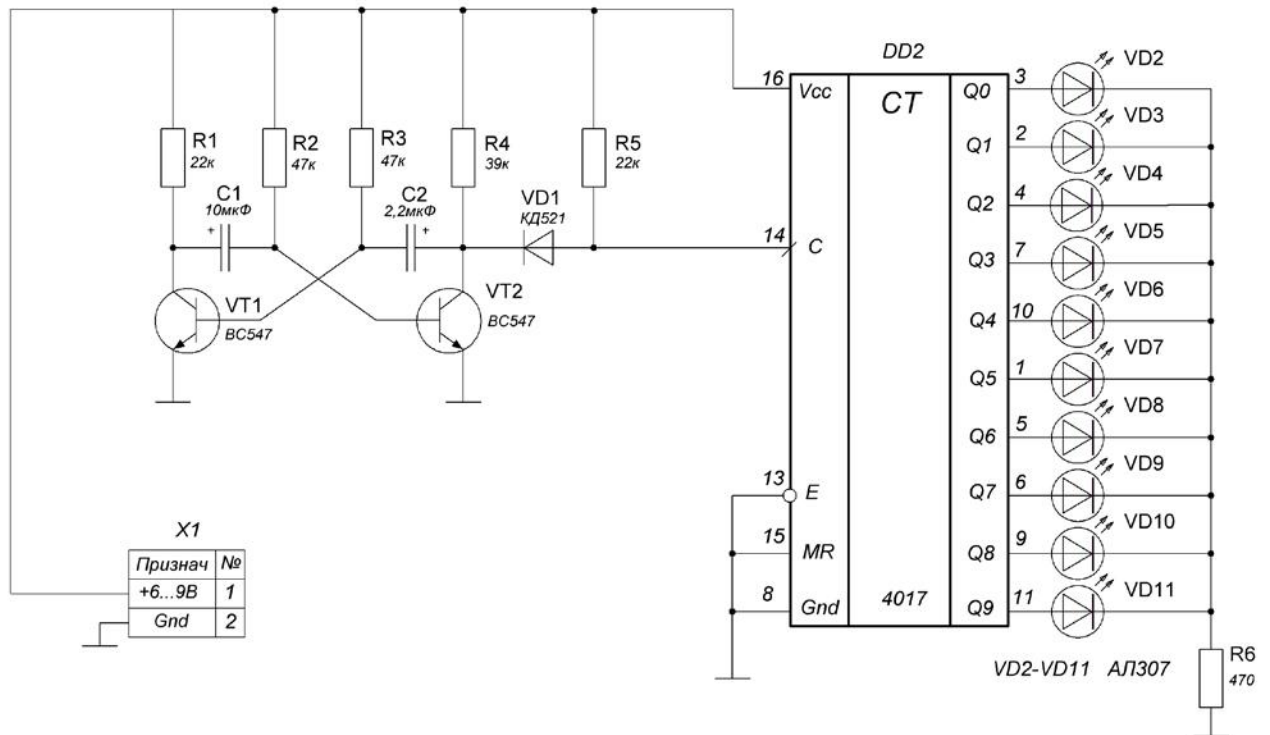 DD2
16
Vcc
CT
Q0
3
VD2
Q1
2
VD3
R1
22к
R2
47к
R3
47к
R4
39к
R5
22к
Q2
4
VD4
C1
10мкФ
+
C2
2,2мкФ
+
VD1
КД521
14
C
Q3
7
VD5
VT1
BC547
VT2
BC547
Q4
10
VD6
Q5
1
VD7
Q6
5
VD8
13
E
Q7
6
VD9
15
MR
Q8
9
VD10
8
Gnd
4017
Q9
11
VD11
X1
Признач №
+6...9В 1
Gnd 2
VD2-VD11 АЛ307
R6
470